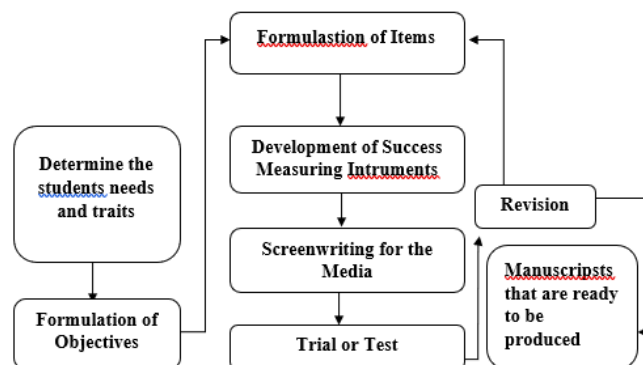 Formulastion of Items
Determine the
students needs
and traits
Development of Success
Measuring Intruments
Revision
Screenwriting for the
Media
Manuscripsts
that are ready
to be
produced
Formulation of
Objectives
Trial or Test